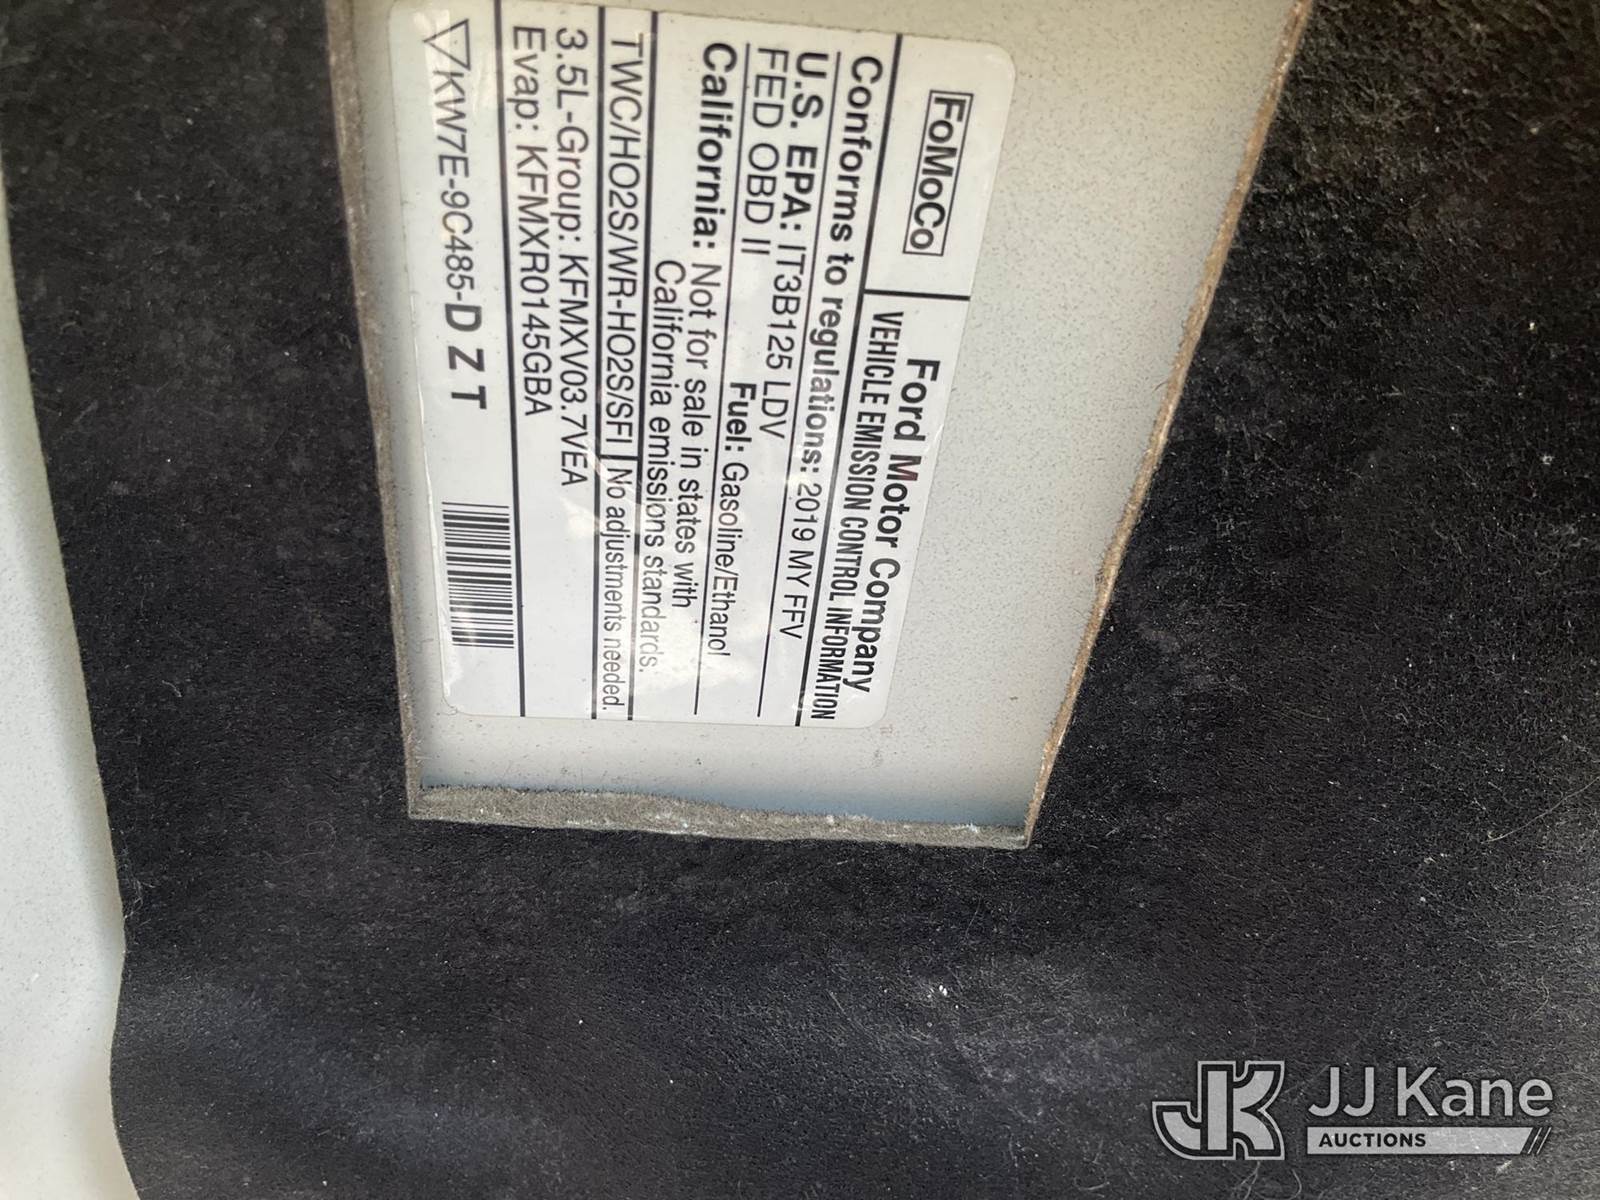 FoMoCo
Ford Motor Company
VEHICLE EMISSION CONTROL INFORMATION
Conforms to regulations: 2019 MY FFV
U.S. EPA: IT3B125 LDV
FED OBD II
Fuel: Gasoline/Ethanol
California: Not for sale in states with
California emissions standards.
TWC/HO2S/WR-HO2S/SFI No adjustments needed.
3.5L-Group: KFMXV03.7VEA
Evap: KFMXR0145GBA
KW7E-9C485-D Z T
JK
JJ Kane
AUCTIONS